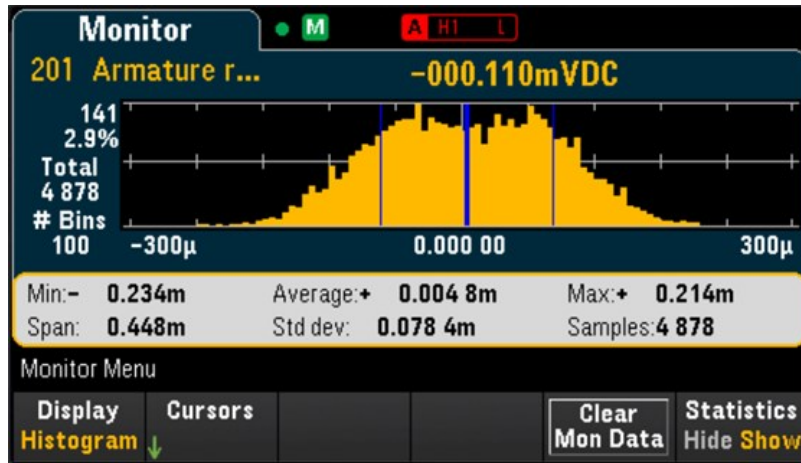 Monitor M A H1 L
201 Armature r... -000.110mVDC
141
2.9%
Total
4 878
# Bins
100 -300µ 0.000 00 300µ
Min:- 0.234m Average:+ 0.004 8m Max:+ 0.214m
Span: 0.448m Std dev: 0.078 4m Samples:4 878
Monitor Menu
Display Cursors Clear Statistics
Histogram ↓ Mon Data Hide Show